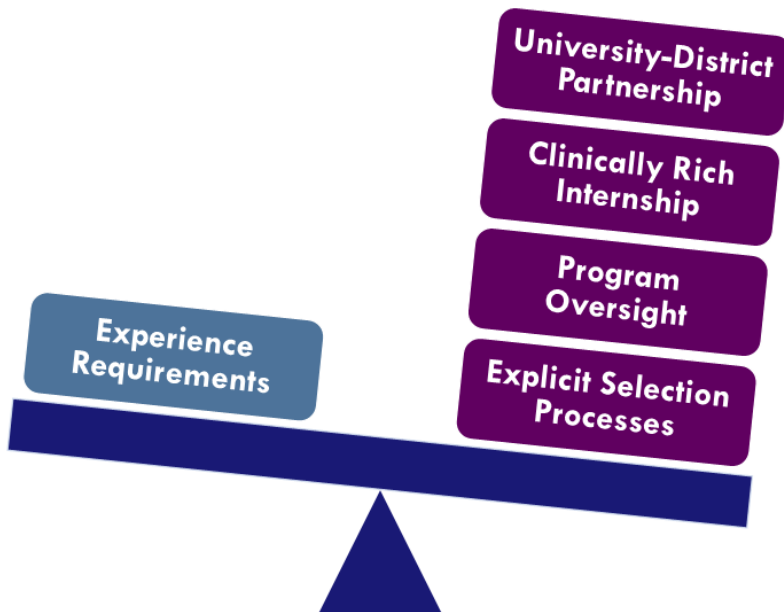 University-District
Partnership
Clinically Rich
Internship
Program
Oversight
Experience
Requirements
Explicit Selection
Processes